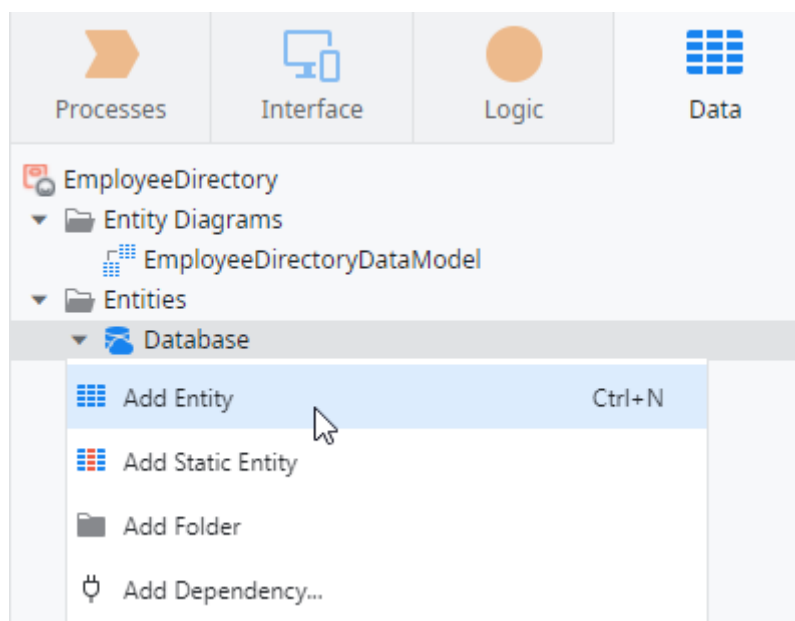 Processes Interface Logic Data
EmployeeDirectory
Entity Diagrams
EmployeeDirectoryDataModel
Entities
Database
Add Entity Ctrl+N
Add Static Entity
Add Folder
Add Dependency...